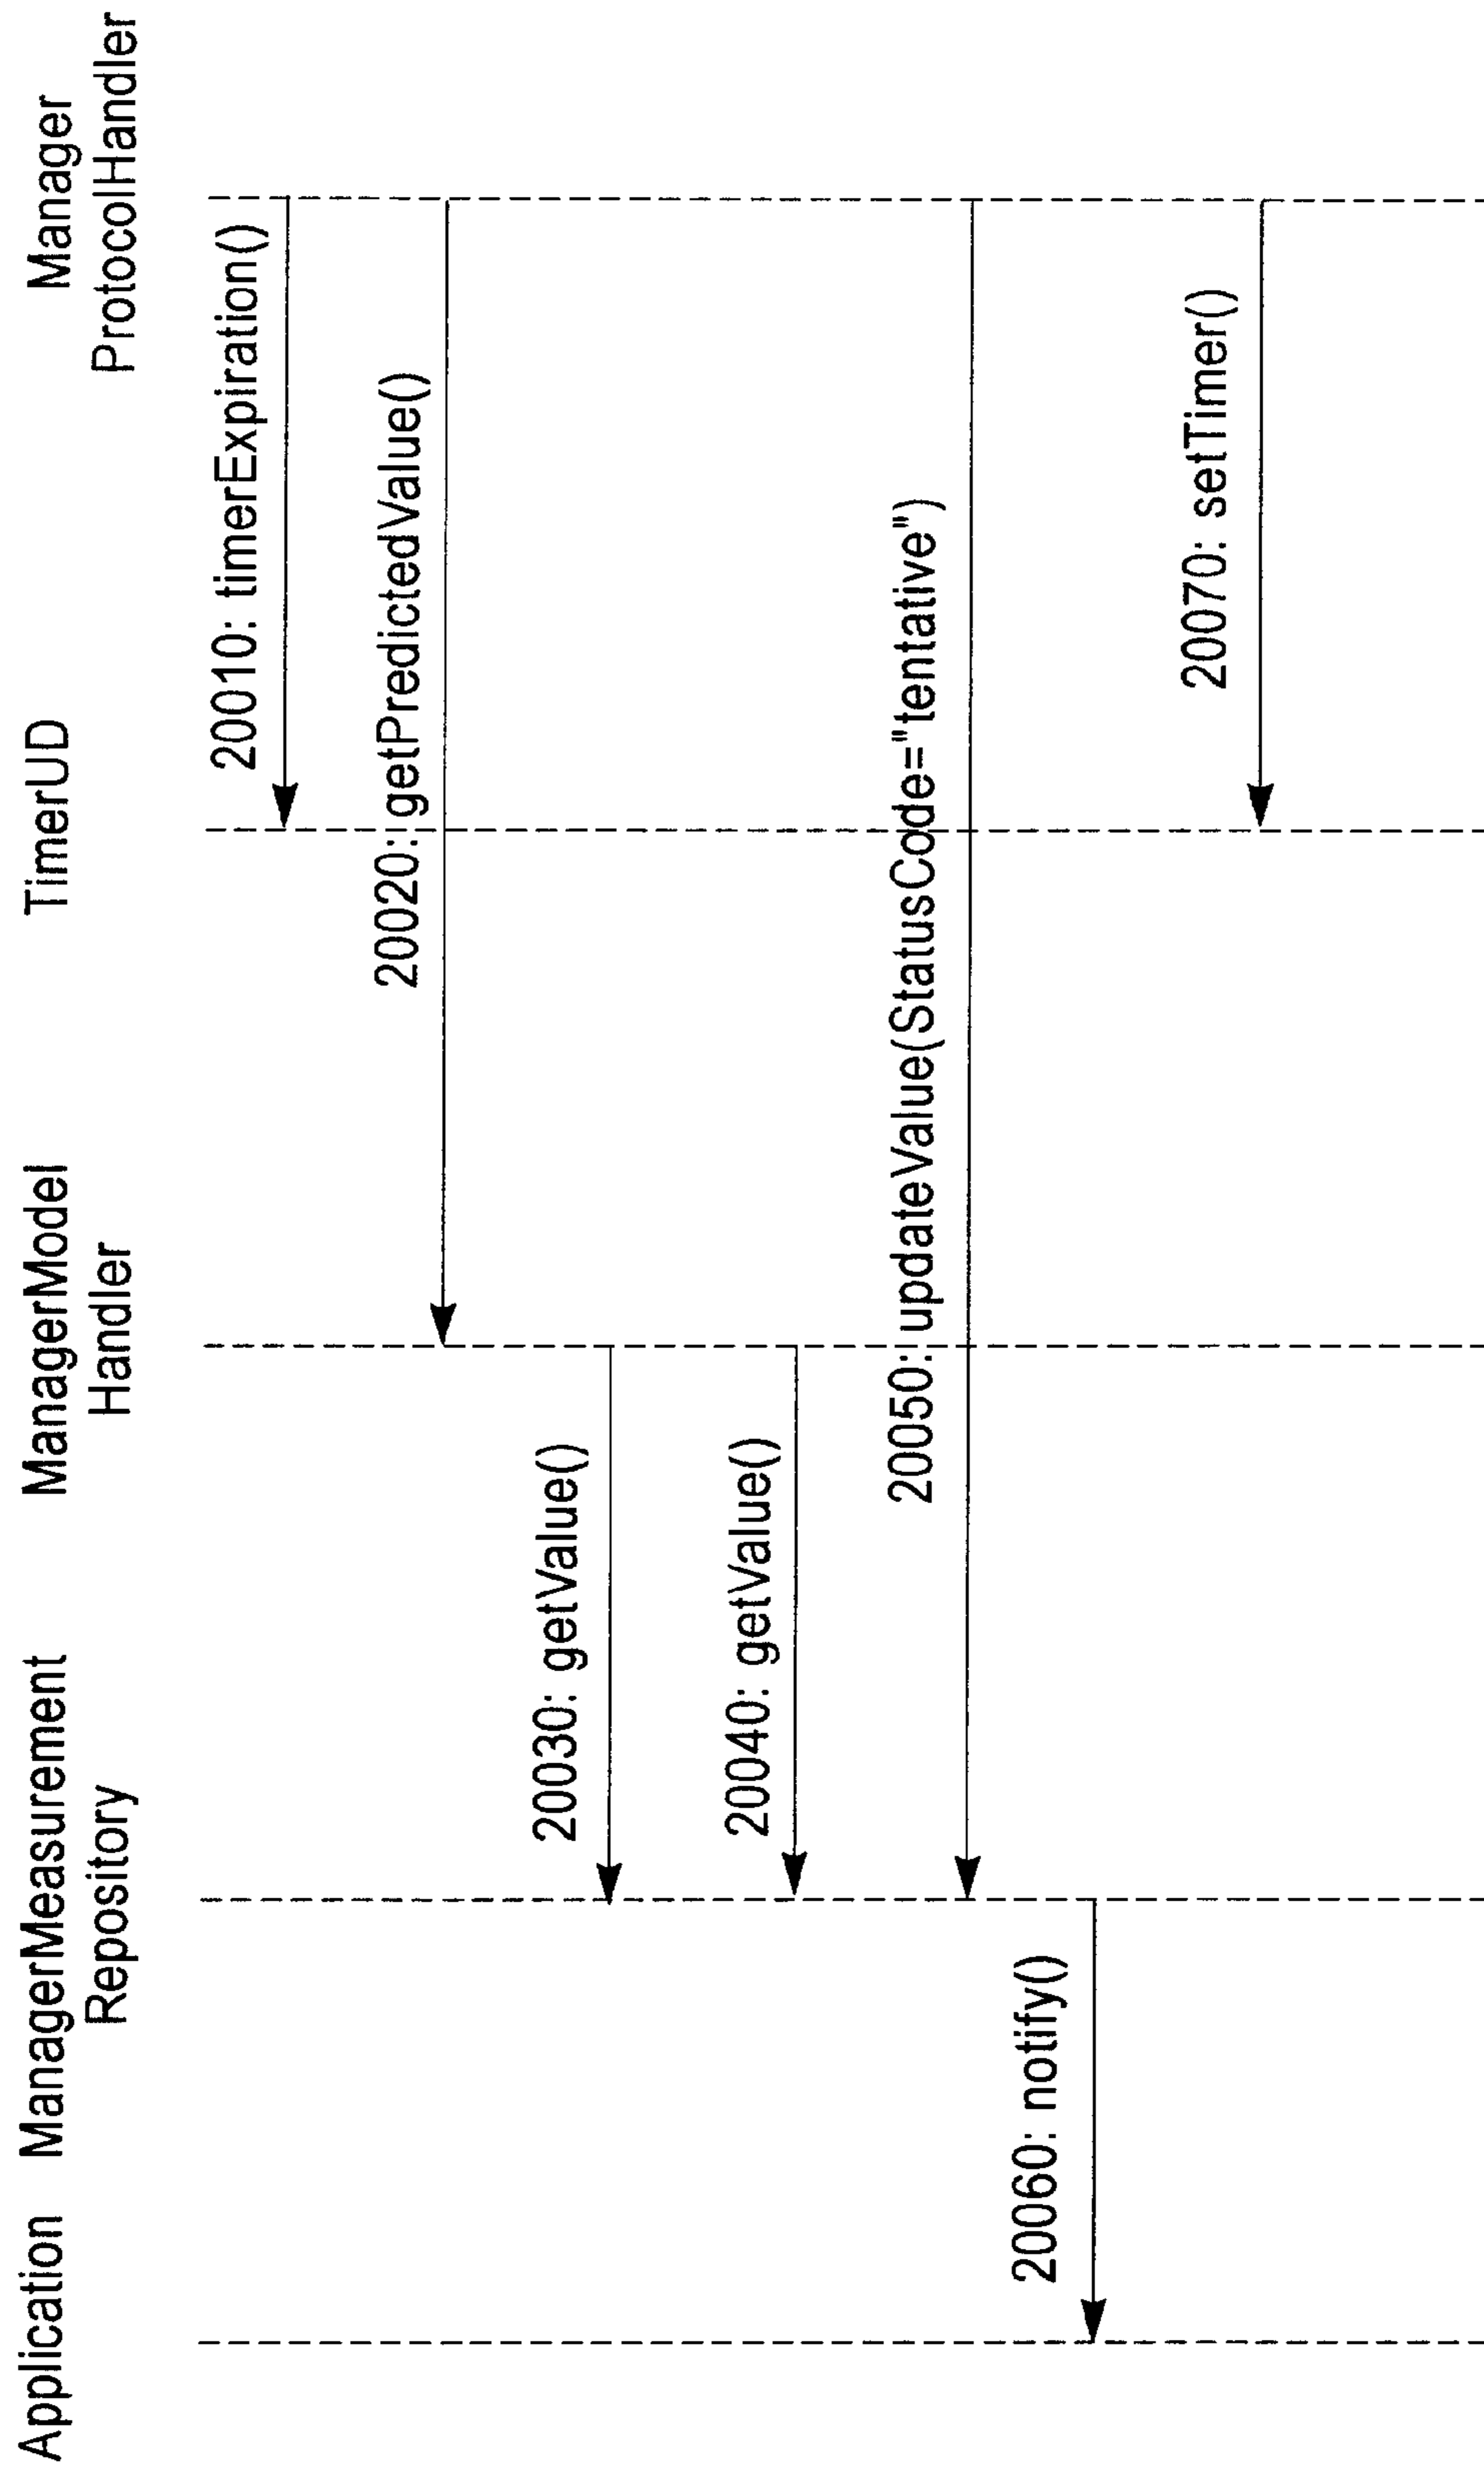 Application
ManagerMeasurement
Repository
ManagerModel
Handler
TimerUD
Manager
ProtocolHandler
20010: timerExpiration()
20020: getPredictedValue()
20030: getValue()
20040: getValue()
20050: updateValue(StatusCode="tentative")
20060: notify()
20070: setTimer()